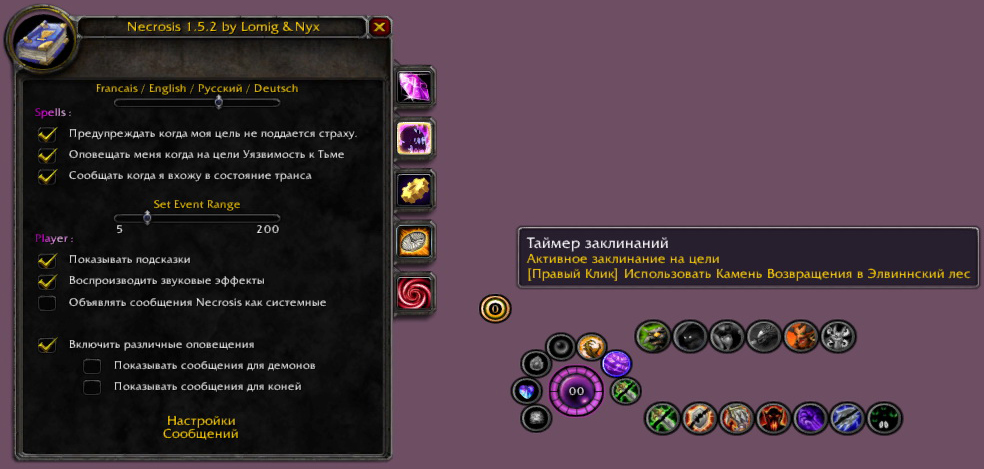 Necrosis 1.5.2 by Lomig & Nyx
Francais / English / Русский / Deutsch
Spells :
Предупреждать когда моя цель не поддается страху.
Оповещать меня когда на цели Уязвимость к Тьме
Сообщать когда я вхожу в состояние транса
Set Event Range
5 200
Player :
Показывать подсказки
Воспроизводить звуковые эффекты
Объявлять сообщения Necrosis как системные
Включить различные оповещения
Показывать сообщения для демонов
Показывать сообщения для коней
Настройки
Сообщений
Таймер заклинаний
Активное заклинание на цели
[Правый Клик] Использовать Камень Возвращения в Элвиннский лес
0
00